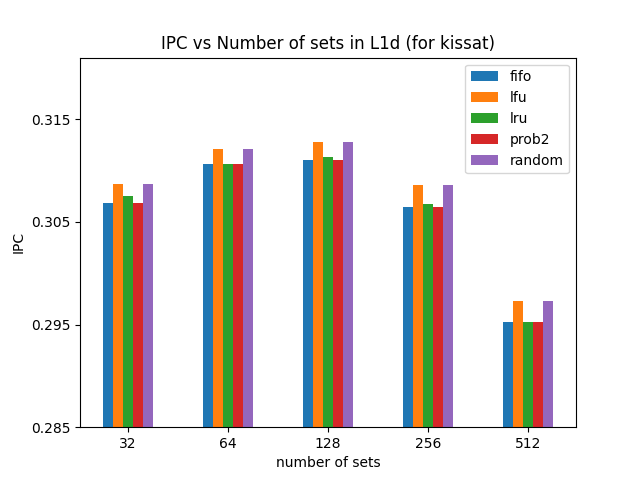 IPC vs Number of sets in L1d (for kissat)
fifo
lfu
lru
prob2
random
0.315
0.305
0.295
0.285
IPC
32 64 128 256 512
number of sets